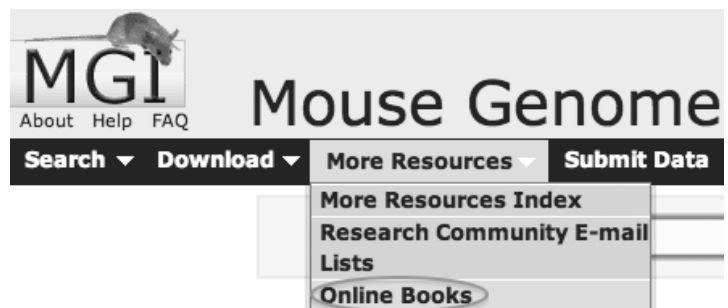 MGI
About Help FAQ
Mouse Genome
Search Download More Resources Submit Data
More Resources Index
Research Community E-mail
Lists
Online Books